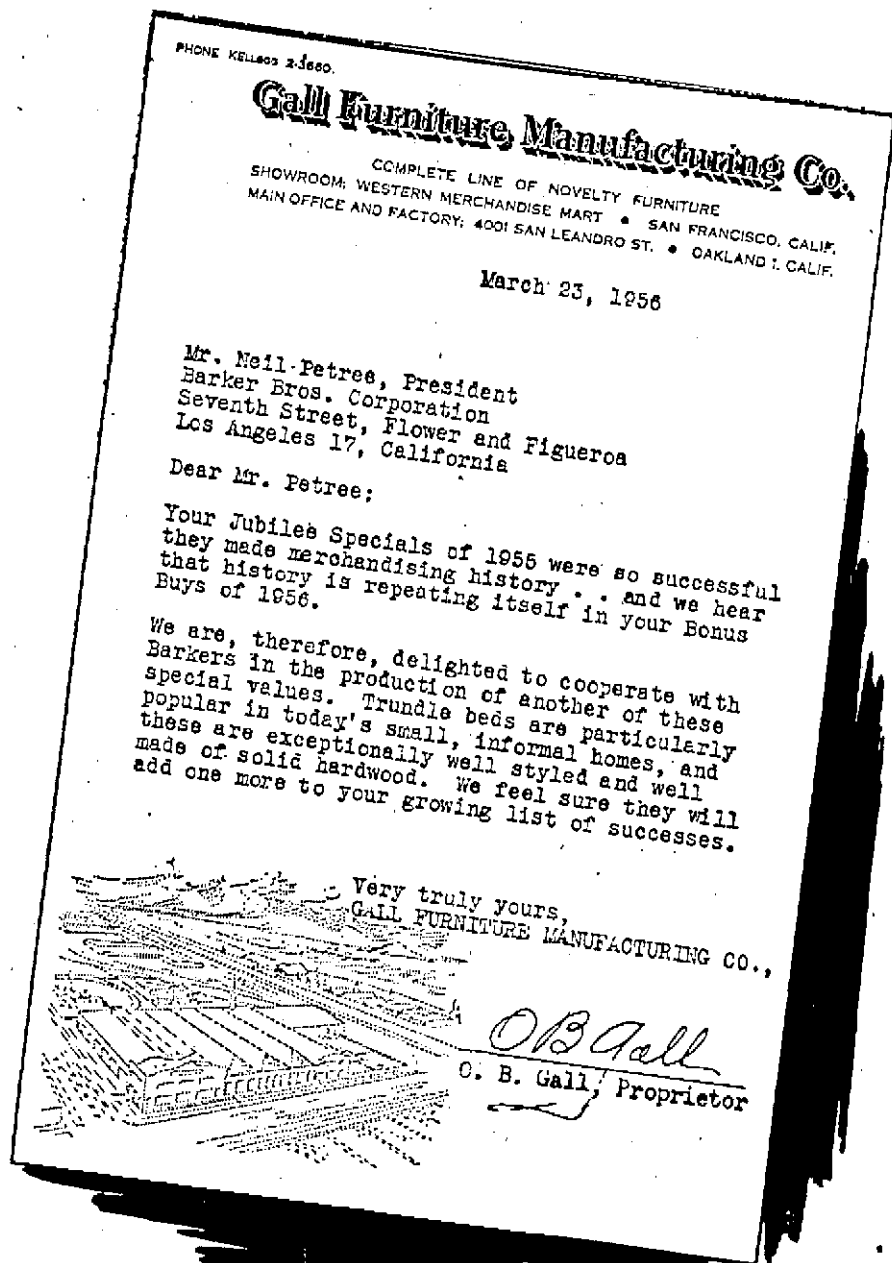 PHONE KELLOGG 2-3660.
Gall Furniture Manufacturing Co.
COMPLETE LINE OF NOVELTY FURNITURE
SHOWROOM: WESTERN MERCHANDISE MART • SAN FRANCISCO, CALIF.
MAIN OFFICE AND FACTORY: 4001 SAN LEANDRO ST. • OAKLAND 1, CALIF.
March 23, 1956
Mr. Neil Petree, President
Barker Bros. Corporation
Seventh Street, Flower and Figueroa
Los Angeles 17, California
Dear Mr. Petree:
Your Jubilee Specials of 1955 were so successful
they made merchandising history . . and we hear
that history is repeating itself in your Bonus
Buys of 1956.
We are, therefore, delighted to cooperate with
Barkers in the production of another of these
special values. Trundle beds are particularly
popular in today's small, informal homes, and
these are exceptionally well styled and well
made of solid hardwood. We feel sure they will
add one more to your growing list of successes.
Very truly yours,
GALL FURNITURE MANUFACTURING CO.,
O B Gall
O. B. Gall, Proprietor